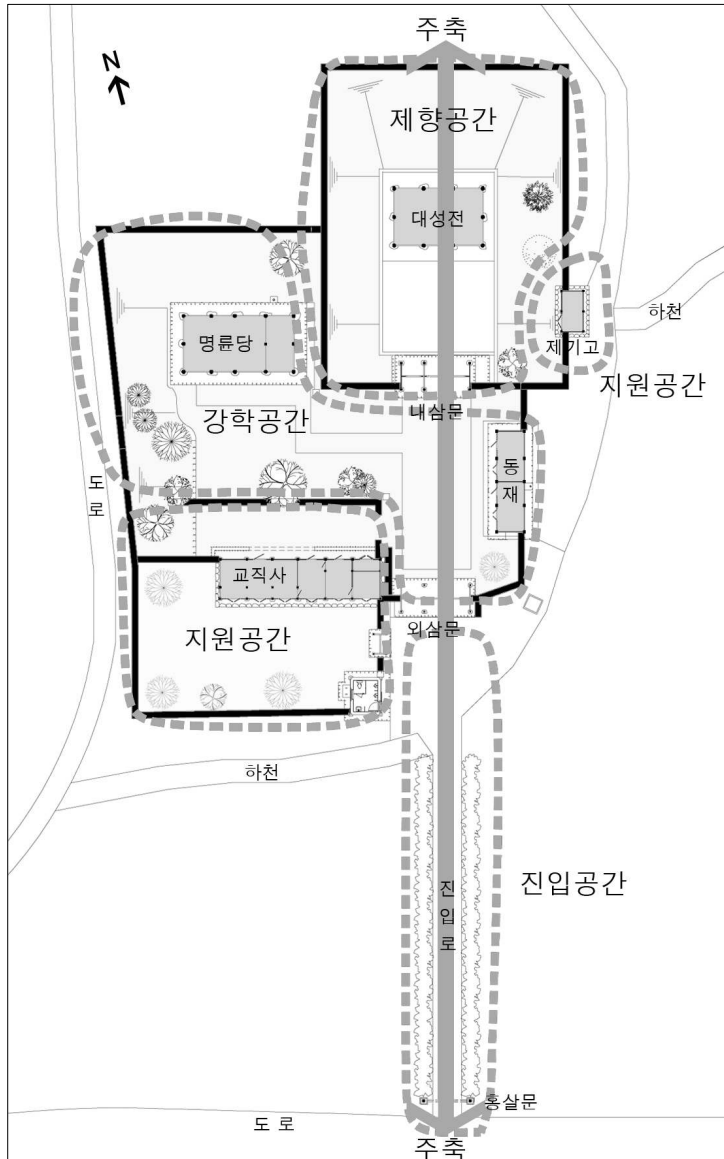 주축
N
제향공간
대성전
하천
명륜당
제기고
지원공간
내삼문
강학공간
동재
도로
교직사
외삼문
지원공간
하천
진입공간
진입로
홍살문
도로
주축